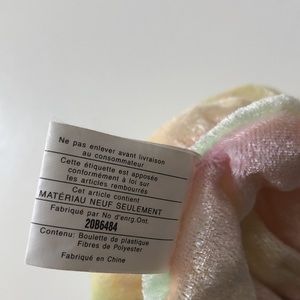 Ne pas enlever avant livraison
au consommateur
Cette étiquette est apposée
conformément à loi sur
les articles rembourrés
Cet article contient
MATÉRIAU NEUF SEULEMENT
Fabriqué par No d'enrg.Ont.
20B6484
Contenu: Boulette de plastique
Fibres de Polyester
Fabriqué en Chine